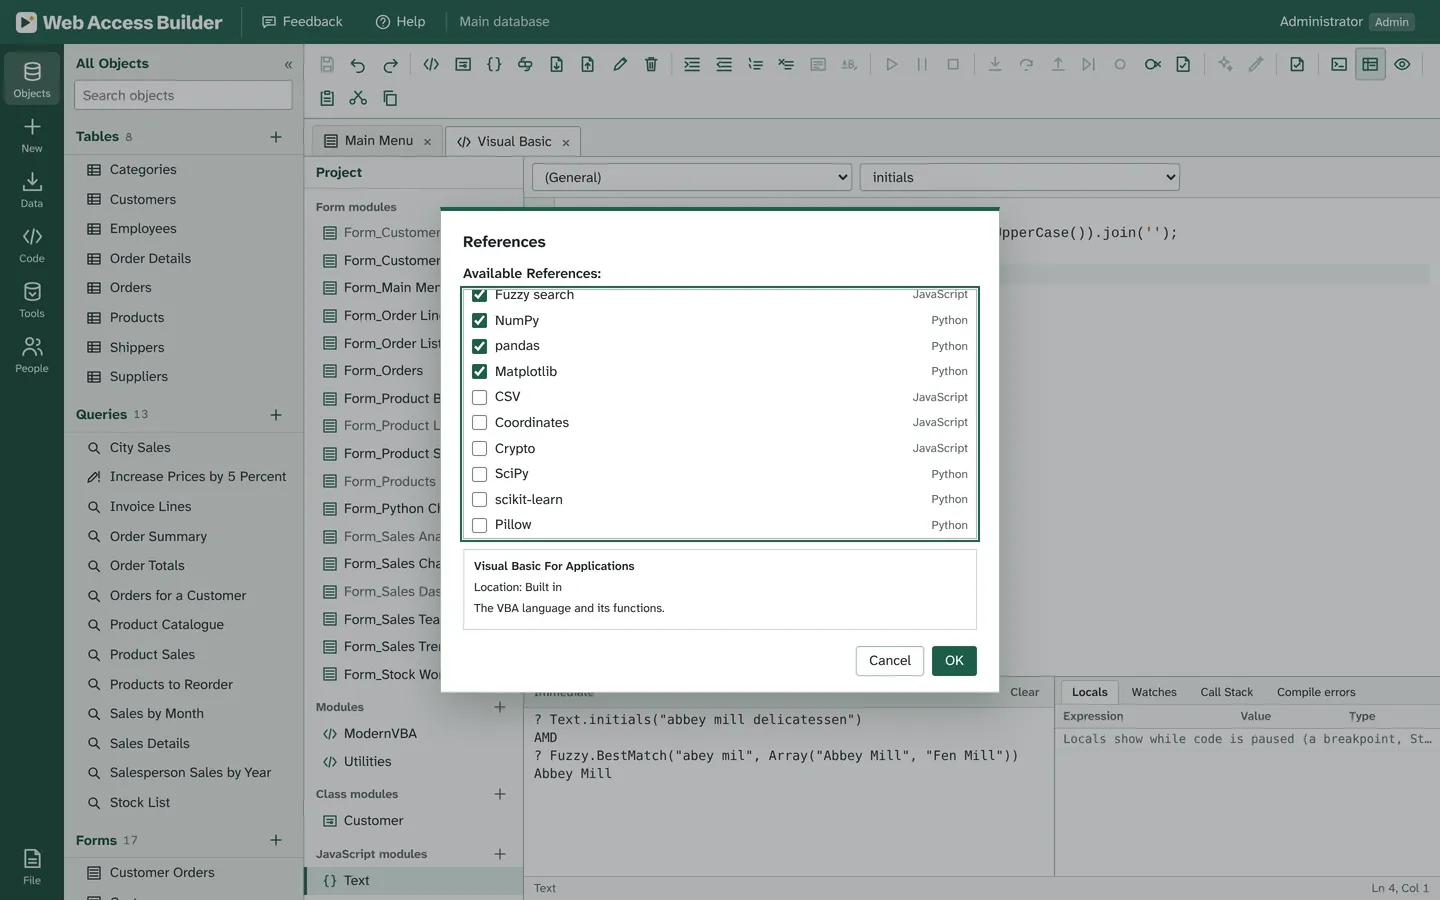 Web Access Builder
Feedback
Help
Main database
Administrator
Admin
Objects
New
Data
Code
Tools
People
File
All Objects
«
Search objects
Tables 8
Categories
Customers
Employees
Order Details
Orders
Products
Shippers
Suppliers
Queries 13
City Sales
Increase Prices by 5 Percent
Invoice Lines
Order Summary
Order Totals
Orders for a Customer
Product Catalogue
Product Sales
Products to Reorder
Sales by Month
Sales Details
Salesperson Sales by Year
Stock List
Forms 17
Customer Orders
Main Menu ×
Visual Basic ×
Project
(General)
initials
Form modules
Form_Customer
Form_Customer
Form_Main Mer
Form_Order Lin
Form_Order List
Form_Orders
Form_Product B
Form_Product L
Form_Product S
Form_Products
Form_Python Ch
Form_Sales Ana
Form_Sales Cha
Form_Sales Das
Form_Sales Tea
Form_Sales Tre
Form_Stock Wo
Modules
ModernVBA
Utilities
Class modules
Customer
JavaScript modules
{} Text
pperCase()).join('');
References
Available References:
Fuzzy search JavaScript
NumPy Python
pandas Python
Matplotlib Python
CSV JavaScript
Coordinates JavaScript
Crypto JavaScript
SciPy Python
scikit-learn Python
Pillow Python
Visual Basic For Applications
Location: Built in
The VBA language and its functions.
Cancel
OK
Immediate
Clear
? Text.initials("abbey mill delicatessen")
AMD
? Fuzzy.BestMatch("abey mil", Array("Abbey Mill", "Fen Mill"))
Abbey Mill
Locals
Watches
Call Stack
Compile errors
Expression Value Type
Locals show while code is paused (a breakpoint, St…
Text
Ln 4, Col 1